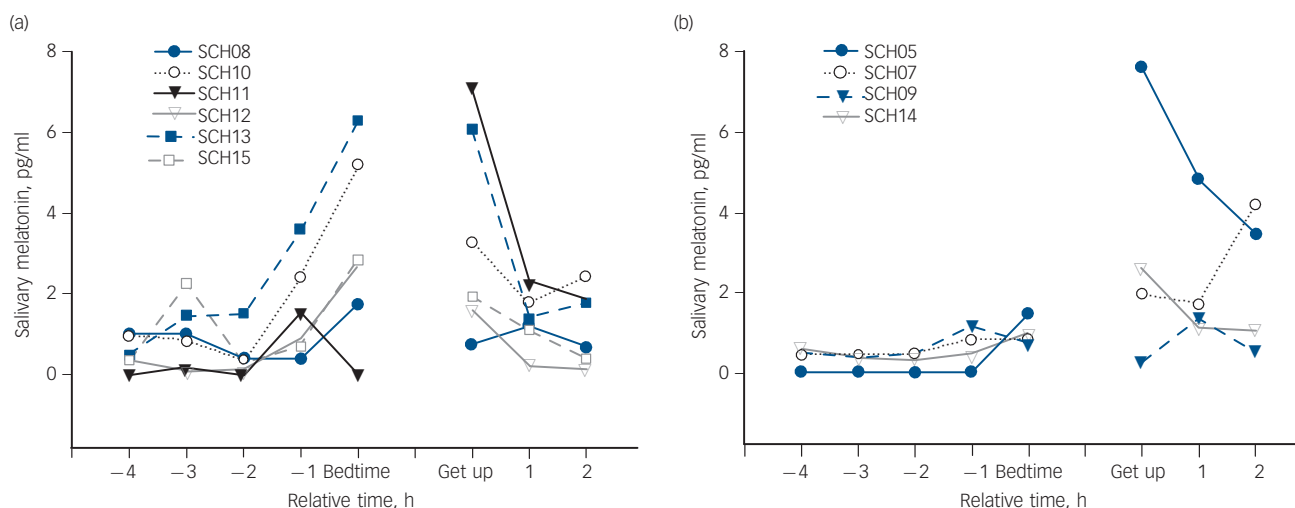 (a)
SCH08
SCH10
SCH11
SCH12
SCH13
SCH15
Salivary melatonin, pg/ml
8
6
4
2
0
−4 −3 −2 −1 Bedtime Get up 1 2
Relative time, h
(b)
SCH05
SCH07
SCH09
SCH14
Salivary melatonin, pg/ml
8
6
4
2
0
−4 −3 −2 −1 Bedtime Get up 1 2
Relative time, h